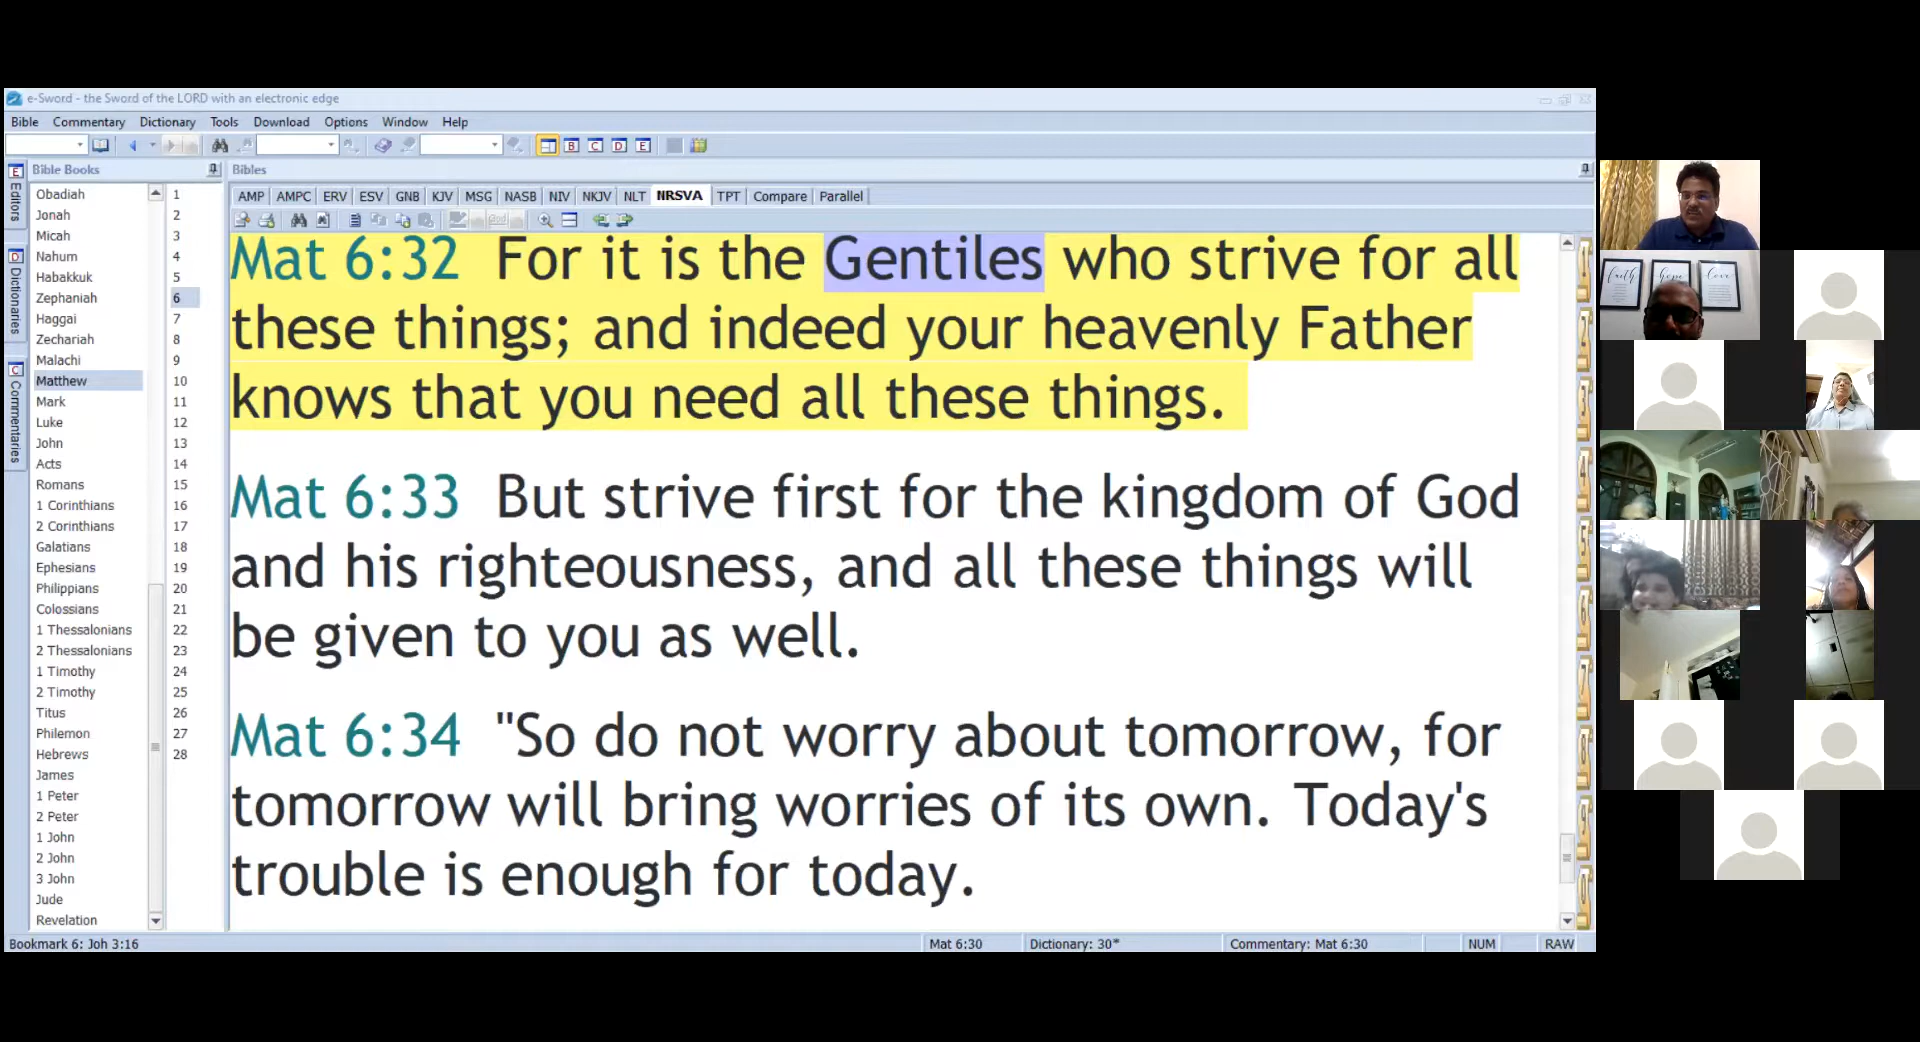 e-Sword - the Sword of the LORD with an electronic edge
Bible Commentary Dictionary Tools Download Options Window Help
B C D E
E Editors
D Dictionaries
C Commentaries
Bible Books
Bibles
AMP AMPC ERV ESV GNB KJV MSG NASB NIV NKJV NLT NRSVA TPT Compare Parallel
Obadiah
Jonah
Micah
Nahum
Habakkuk
Zephaniah
Haggai
Zechariah
Malachi
Matthew
Mark
Luke
John
Acts
Romans
1 Corinthians
2 Corinthians
Galatians
Ephesians
Philippians
Colossians
1 Thessalonians
2 Thessalonians
1 Timothy
2 Timothy
Titus
Philemon
Hebrews
James
1 Peter
2 Peter
1 John
2 John
3 John
Jude
Revelation
1
2
3
4
5
6
7
8
9
10
11
12
13
14
15
16
17
18
19
20
21
22
23
24
25
26
27
28
Mat 6:32 For it is the Gentiles who strive for all
these things; and indeed your heavenly Father
knows that you need all these things.
Mat 6:33 But strive first for the kingdom of God
and his righteousness, and all these things will
be given to you as well.
Mat 6:34 "So do not worry about tomorrow, for
tomorrow will bring worries of its own. Today's
trouble is enough for today.
Bookmark 6: Joh 3:16
Mat 6:30
Dictionary: 30*
Commentary: Mat 6:30
NUM
RAW
faith
hope
love